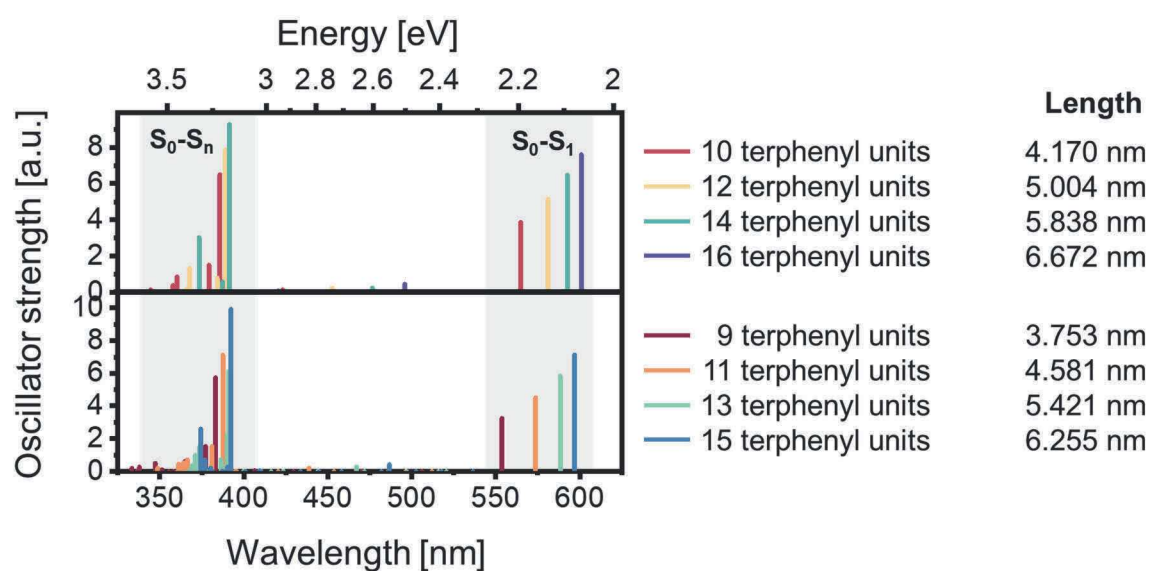 Energy [eV]
3.5 3 2.8 2.6 2.4 2.2 2
Oscillator strength [a.u.]
S0-Sn S0-S1
8
6
4
2
0
10
8
6
4
2
0
350 400 450 500 550 600
Wavelength [nm]
Length
10 terphenyl units 4.170 nm
12 terphenyl units 5.004 nm
14 terphenyl units 5.838 nm
16 terphenyl units 6.672 nm
9 terphenyl units 3.753 nm
11 terphenyl units 4.581 nm
13 terphenyl units 5.421 nm
15 terphenyl units 6.255 nm